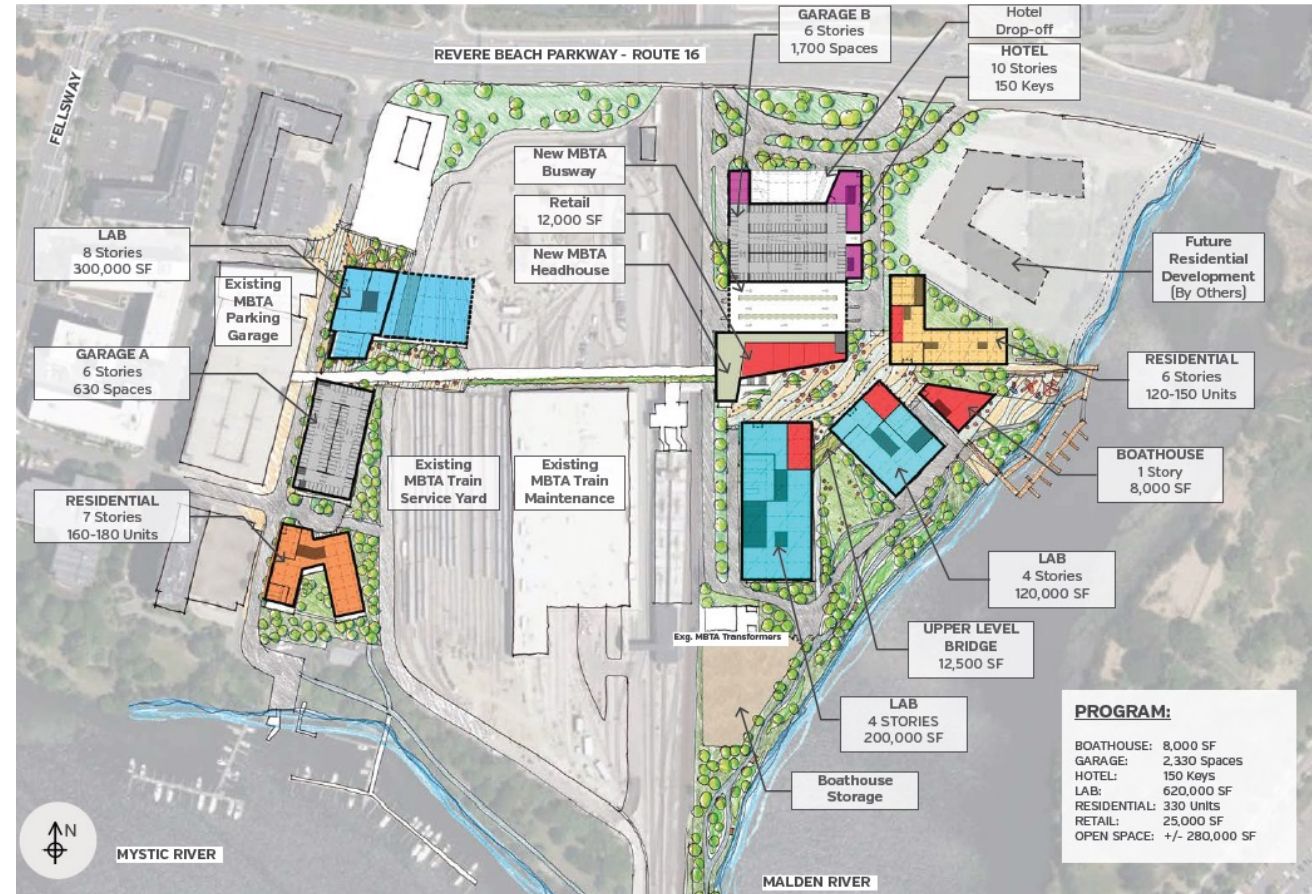 GARAGE B
6 Stories
1,700 Spaces
Hotel
Drop-off
HOTEL
10 Stories
150 Keys
REVERE BEACH PARKWAY - ROUTE 16
FELLSWAY
New MBTA
Busway
Retail
12,000 SF
New MBTA
Headhouse
LAB
8 Stories
300,000 SF
Existing
MBTA
Parking
Garage
GARAGE A
6 Stories
630 Spaces
RESIDENTIAL
7 Stories
160-180 Units
Existing
MBTA Train
Service Yard
Existing
MBTA Train
Maintenance
Future
Residential
Development
(By Others)
RESIDENTIAL
6 Stories
120-150 Units
BOATHOUSE
1 Story
8,000 SF
LAB
4 Stories
120,000 SF
Exg. MBTA Transformers
UPPER LEVEL
BRIDGE
12,500 SF
LAB
4 STORIES
200,000 SF
Boathouse
Storage
PROGRAM:
BOATHOUSE: 8,000 SF
GARAGE: 2,330 Spaces
HOTEL: 150 Keys
LAB: 620,000 SF
RESIDENTIAL: 330 Units
RETAIL: 25,000 SF
OPEN SPACE: +/- 280,000 SF
N
MYSTIC RIVER
MALDEN RIVER